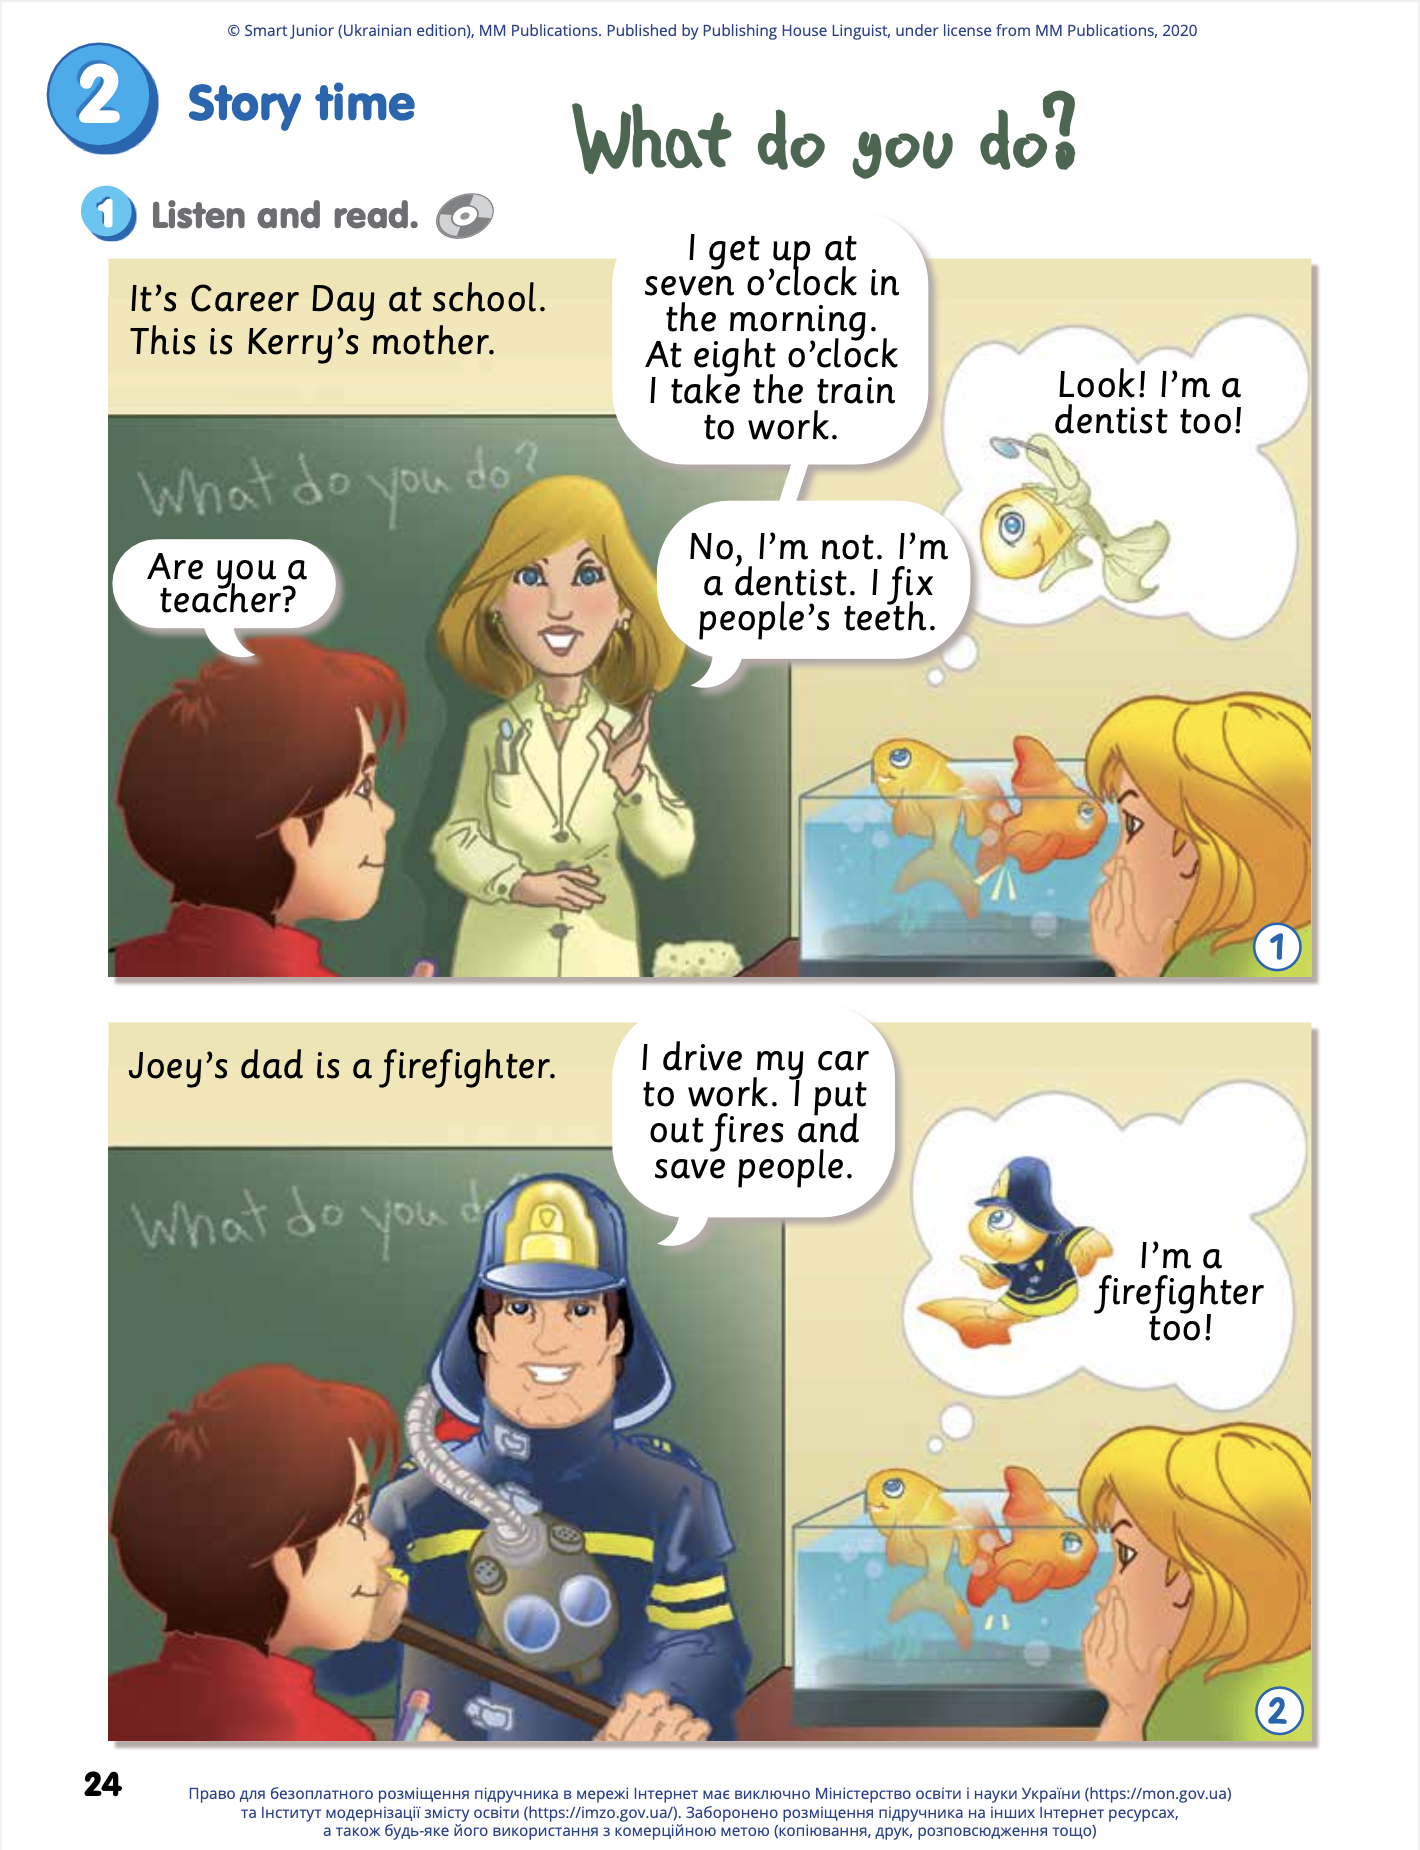 © Smart Junior (Ukrainian edition), MM Publications. Published by Publishing House Linguist, under license from MM Publications, 2020
2
Story time
What do you do?
1
Listen and read.
It's Career Day at school.
This is Kerry's mother.
What do you do?
Are you a
teacher?
No, I'm not. I'm
a dentist. I fix
people's teeth.
I get up at
seven o'clock in
the morning.
At eight o'clock
I take the train
to work.
Look! I'm a
dentist too!
1
Joey's dad is a firefighter.
What do you do?
I drive my car
to work. I put
out fires and
save people.
I'm a
firefighter
too!
2
24
Право для безоплатного розміщення підручника в мережі Інтернет має виключно Міністерство освіти і науки України (https://mon.gov.ua)
та Інститут модернізації змісту освіти (https://imzo.gov.ua/). Заборонено розміщення підручника на інших Інтернет ресурсах,
а також будь-яке його використання з комерційною метою (копіювання, друк, розповсюдження тощо)